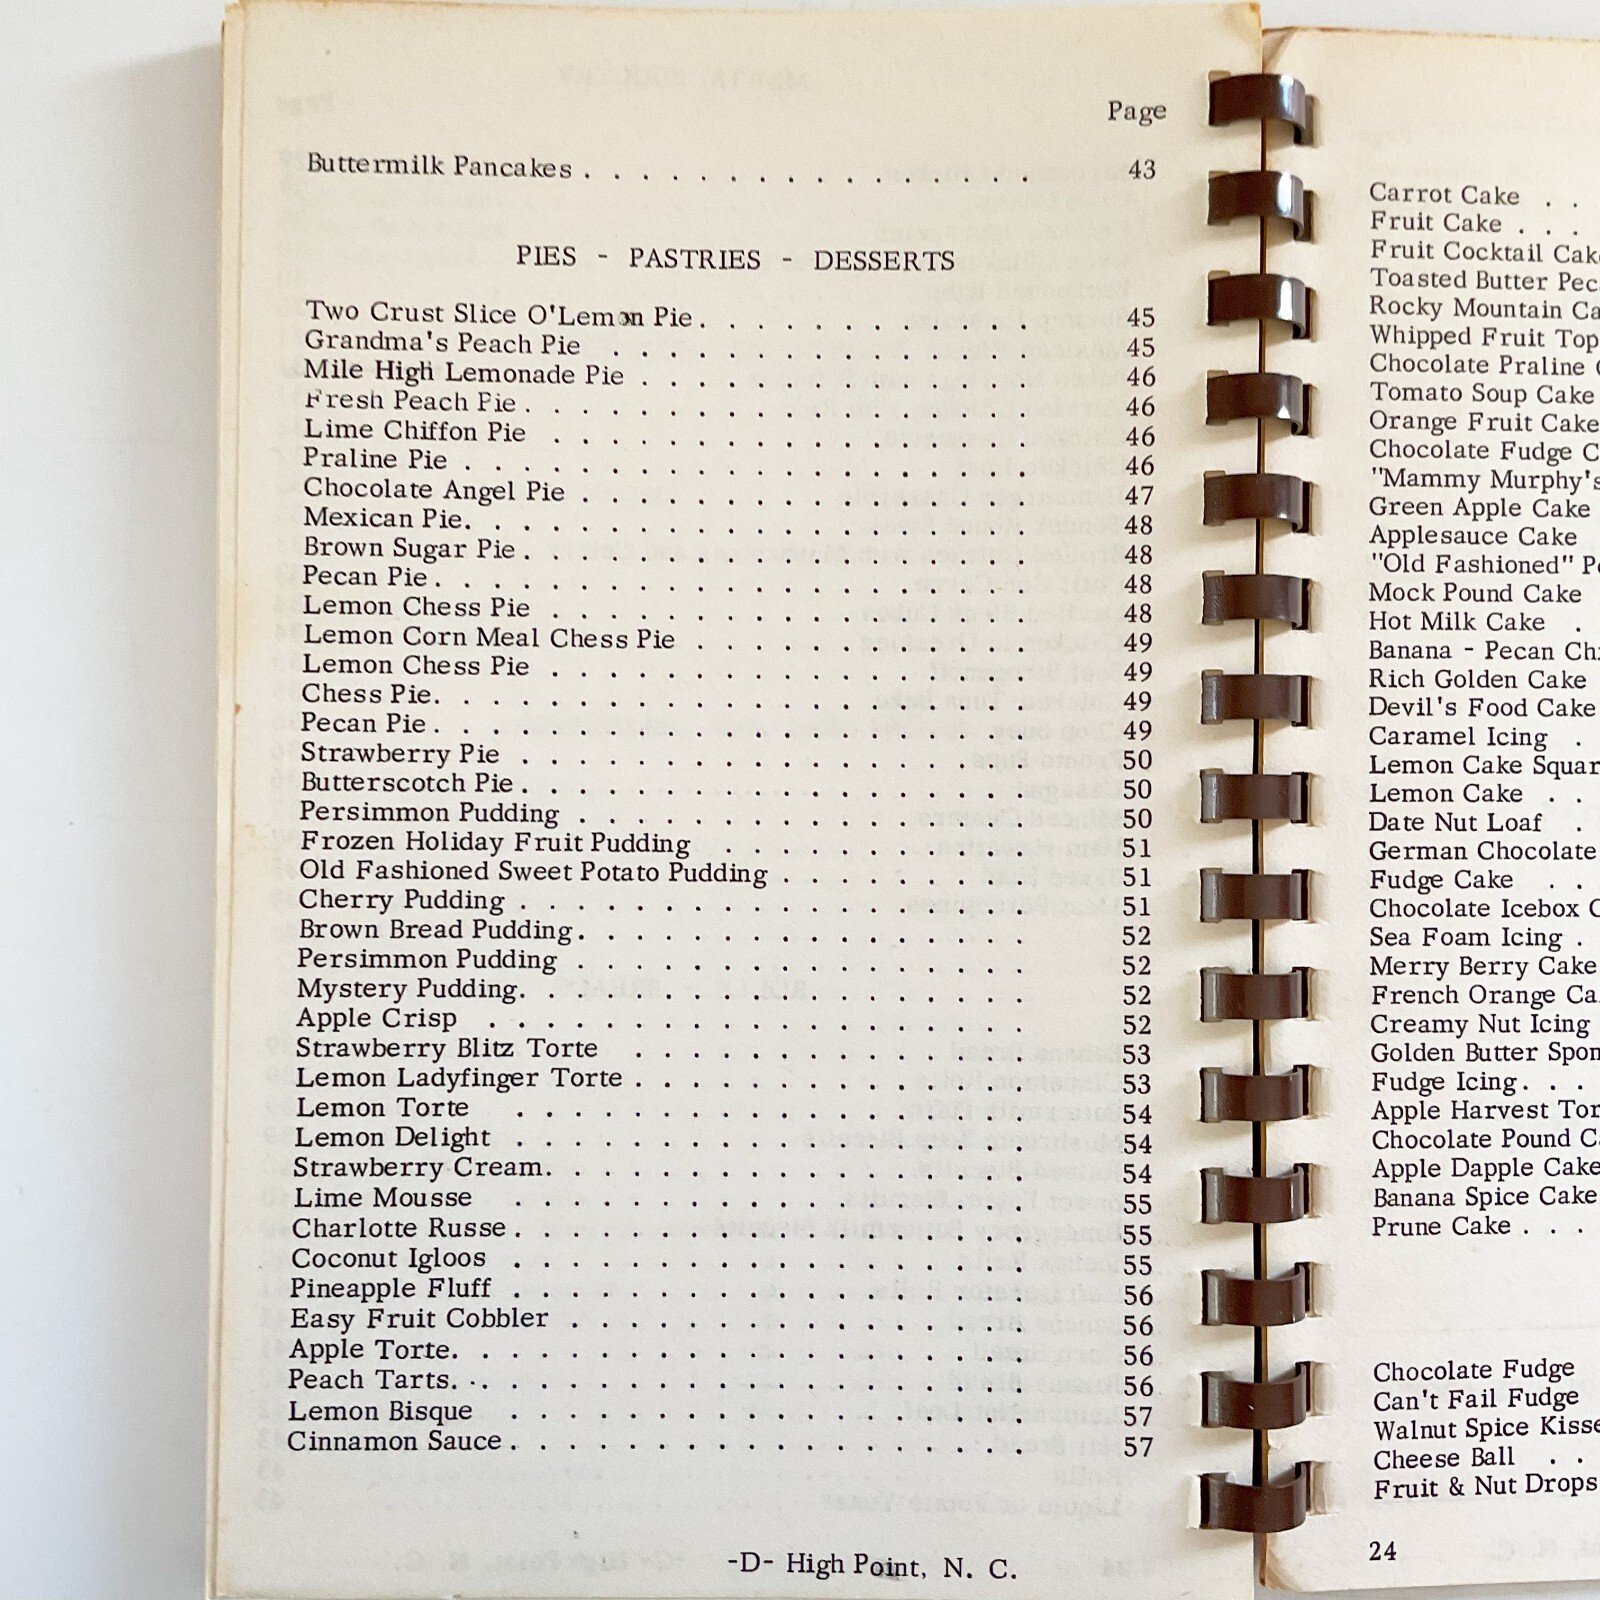 Page
Buttermilk Pancakes . . . . . . . . . . . . . . . . 43
PIES - PASTRIES - DESSERTS
Two Crust Slice O'Lemon Pie . . . . . . . . . . . . 45
Grandma's Peach Pie . . . . . . . . . . . . . . . 45
Mile High Lemonade Pie . . . . . . . . . . . . . . 46
Fresh Peach Pie . . . . . . . . . . . . . . . . . . 46
Lime Chiffon Pie . . . . . . . . . . . . . . . . . 46
Praline Pie . . . . . . . . . . . . . . . . . . . . 46
Chocolate Angel Pie . . . . . . . . . . . . . . . . 47
Mexican Pie . . . . . . . . . . . . . . . . . . . . 48
Brown Sugar Pie . . . . . . . . . . . . . . . . . . 48
Pecan Pie . . . . . . . . . . . . . . . . . . . . . 48
Lemon Chess Pie . . . . . . . . . . . . . . . . . 48
Lemon Corn Meal Chess Pie . . . . . . . . . . . . . 49
Lemon Chess Pie . . . . . . . . . . . . . . . . . 49
Chess Pie . . . . . . . . . . . . . . . . . . . . . 49
Pecan Pie . . . . . . . . . . . . . . . . . . . . . 49
Strawberry Pie . . . . . . . . . . . . . . . . . . 50
Butterscotch Pie . . . . . . . . . . . . . . . . . . 50
Persimmon Pudding . . . . . . . . . . . . . . . . 50
Frozen Holiday Fruit Pudding . . . . . . . . . . . 51
Old Fashioned Sweet Potato Pudding . . . . . . . . . 51
Cherry Pudding . . . . . . . . . . . . . . . . . . 51
Brown Bread Pudding . . . . . . . . . . . . . . . . 52
Persimmon Pudding . . . . . . . . . . . . . . . . 52
Mystery Pudding . . . . . . . . . . . . . . . . . . 52
Apple Crisp . . . . . . . . . . . . . . . . . . . 52
Strawberry Blitz Torte . . . . . . . . . . . . . . 53
Lemon Ladyfinger Torte . . . . . . . . . . . . . . 53
Lemon Torte . . . . . . . . . . . . . . . . . . 54
Lemon Delight . . . . . . . . . . . . . . . . . . 54
Strawberry Cream . . . . . . . . . . . . . . . . . 54
Lime Mousse . . . . . . . . . . . . . . . . . . 55
Charlotte Russe . . . . . . . . . . . . . . . . . . 55
Coconut Igloos . . . . . . . . . . . . . . . . . . 55
Pineapple Fluff . . . . . . . . . . . . . . . . . . 56
Easy Fruit Cobbler . . . . . . . . . . . . . . . . 56
Apple Torte . . . . . . . . . . . . . . . . . . . . 56
Peach Tarts . . . . . . . . . . . . . . . . . . . . 56
Lemon Bisque . . . . . . . . . . . . . . . . . . 57
Cinnamon Sauce . . . . . . . . . . . . . . . . . . 57
-D- High Point, N. C.
Carrot Cake . .
Fruit Cake . . .
Fruit Cocktail
Toasted Butter
Rocky Mountain
Whipped Fruit
Chocolate Praline
Tomato Soup Cake
Orange Fruit Cake
Chocolate Fudge
"Mammy Murphy's
Green Apple Cake
Applesauce Cake
"Old Fashioned"
Mock Pound Cake
Hot Milk Cake .
Banana - Pecan
Rich Golden Cake
Devil's Food Cake
Caramel Icing .
Lemon Cake
Lemon Cake . .
Date Nut Loaf .
German Chocolate
Fudge Cake . .
Chocolate Icebox
Sea Foam Icing .
Merry Berry Cake
French Orange
Creamy Nut Icing
Golden Butter
Fudge Icing . . .
Apple Harvest
Chocolate Pound
Apple Dapple Cake
Banana Spice Cake
Prune Cake . . .
Chocolate Fudge
Can't Fail Fudge
Walnut Spice
Cheese Ball . .
Fruit & Nut Drops
24